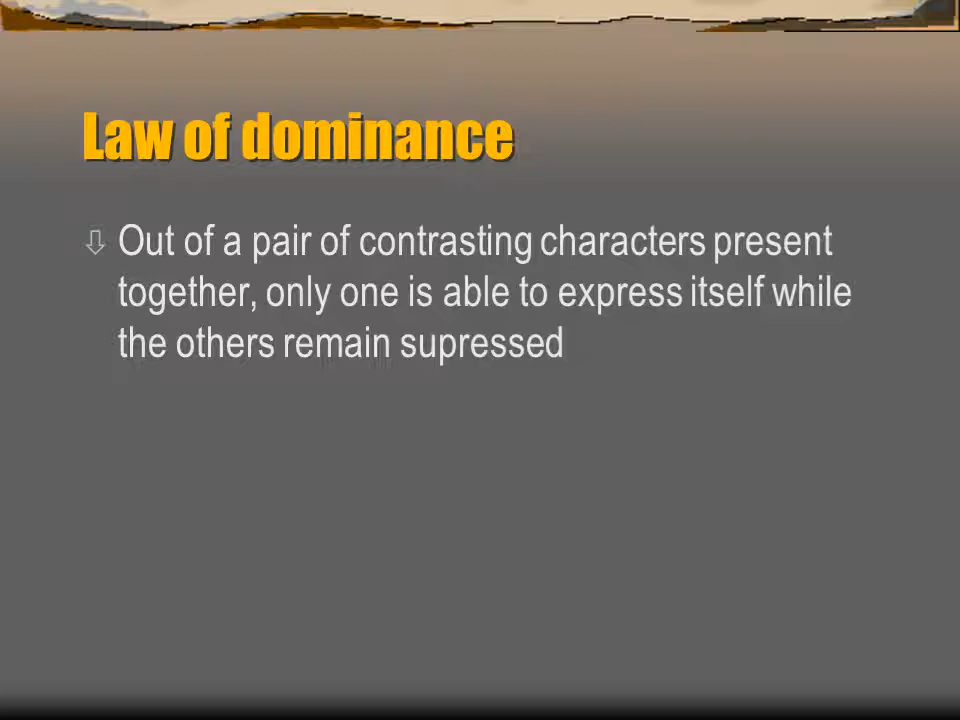 Law of dominance
Out of a pair of contrasting characters present
together, only one is able to express itself while
the others remain supressed